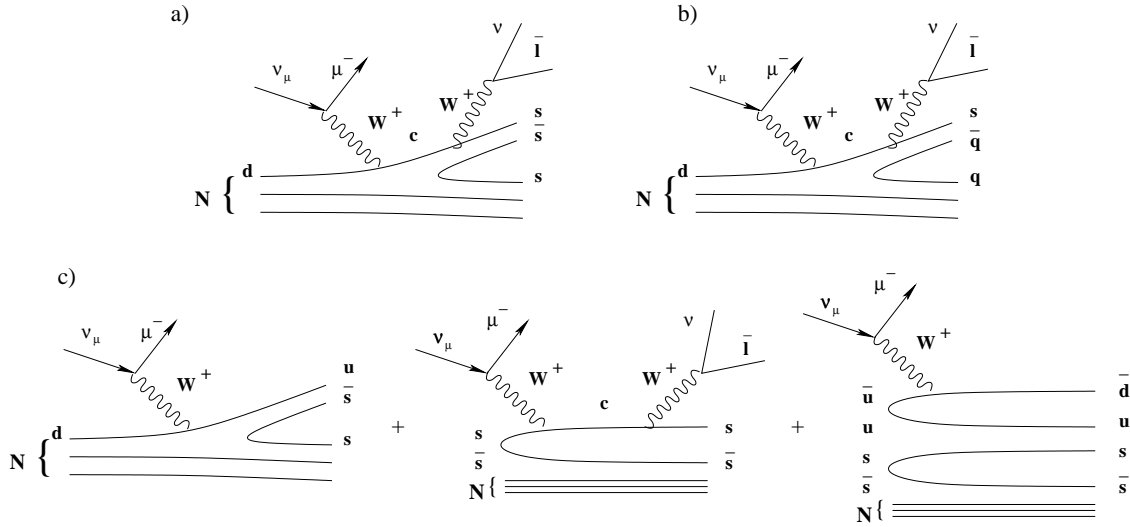 a) b)
ν l̄ ν l̄
ν_μ μ⁻ ν_μ μ⁻
W⁺ W⁺ W⁺ W⁺
c s c s
s̄ q̄
d s d q
N { N {
c)
ν_μ μ⁻ ν_μ μ⁻ ν ν_μ μ⁻
W⁺ W⁺ W⁺ l̄ W⁺
u c ū d̄
s̄ u u
d s + s s + s s
N { s̄ s̄ s̄ s̄
N { N {